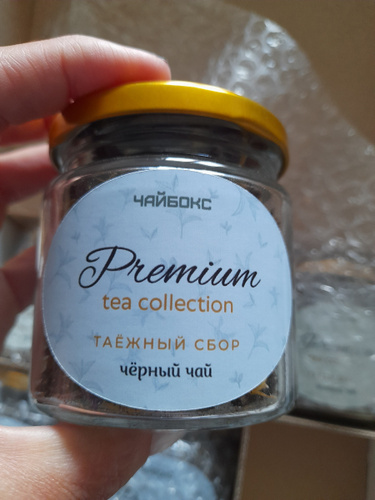 ЧАЙБОКС
Premium
tea collection
ТАЁЖНЫЙ СБОР
чёрный чай